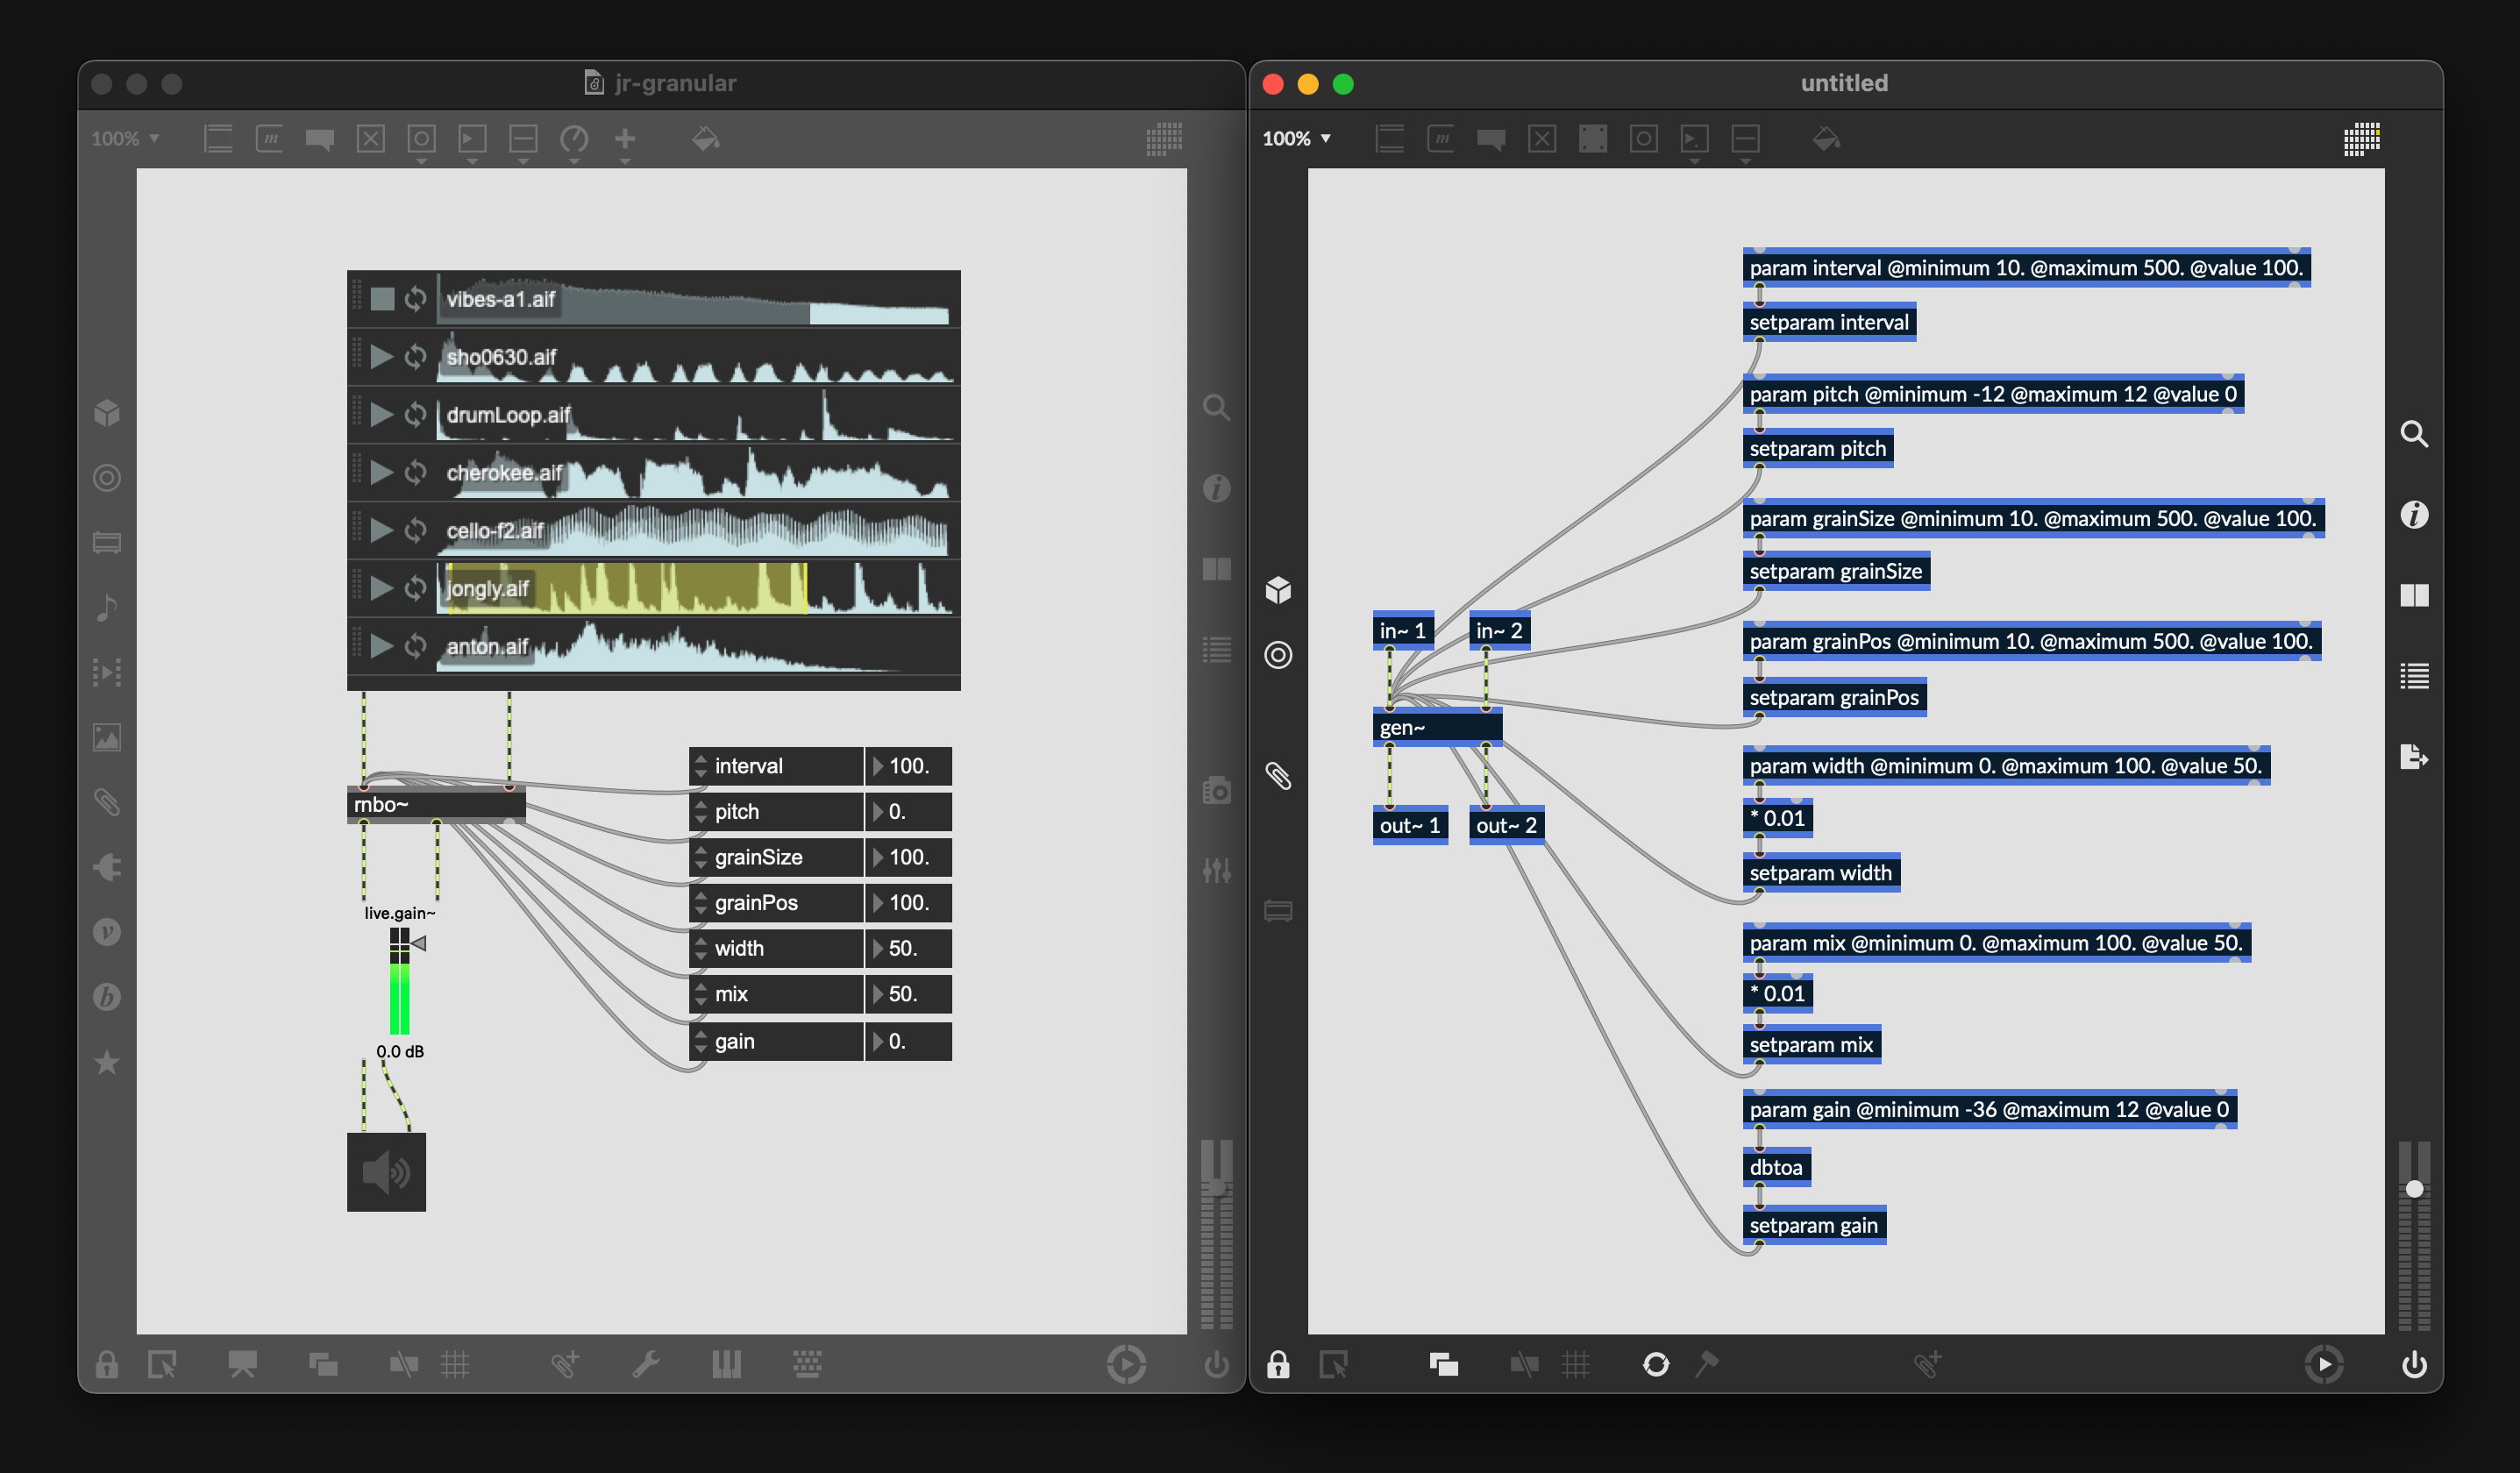 jr-granular
100%
m
vibes-a1.aif
sho0630.aif
drumLoop.aif
cherokee.aif
cello-f2.aif
jongly.aif
anton.aif
rnbo~
interval 100.
pitch 0.
grainSize 100.
grainPos 100.
width 50.
mix 50.
gain 0.
live.gain~
0.0 dB
untitled
100%
m
param interval @minimum 10. @maximum 500. @value 100.
setparam interval
param pitch @minimum -12 @maximum 12 @value 0
setparam pitch
param grainSize @minimum 10. @maximum 500. @value 100.
setparam grainSize
in~ 1
in~ 2
param grainPos @minimum 10. @maximum 500. @value 100.
setparam grainPos
gen~
param width @minimum 0. @maximum 100. @value 50.
* 0.01
out~ 1
out~ 2
setparam width
param mix @minimum 0. @maximum 100. @value 50.
* 0.01
setparam mix
param gain @minimum -36 @maximum 12 @value 0
dbtoa
setparam gain